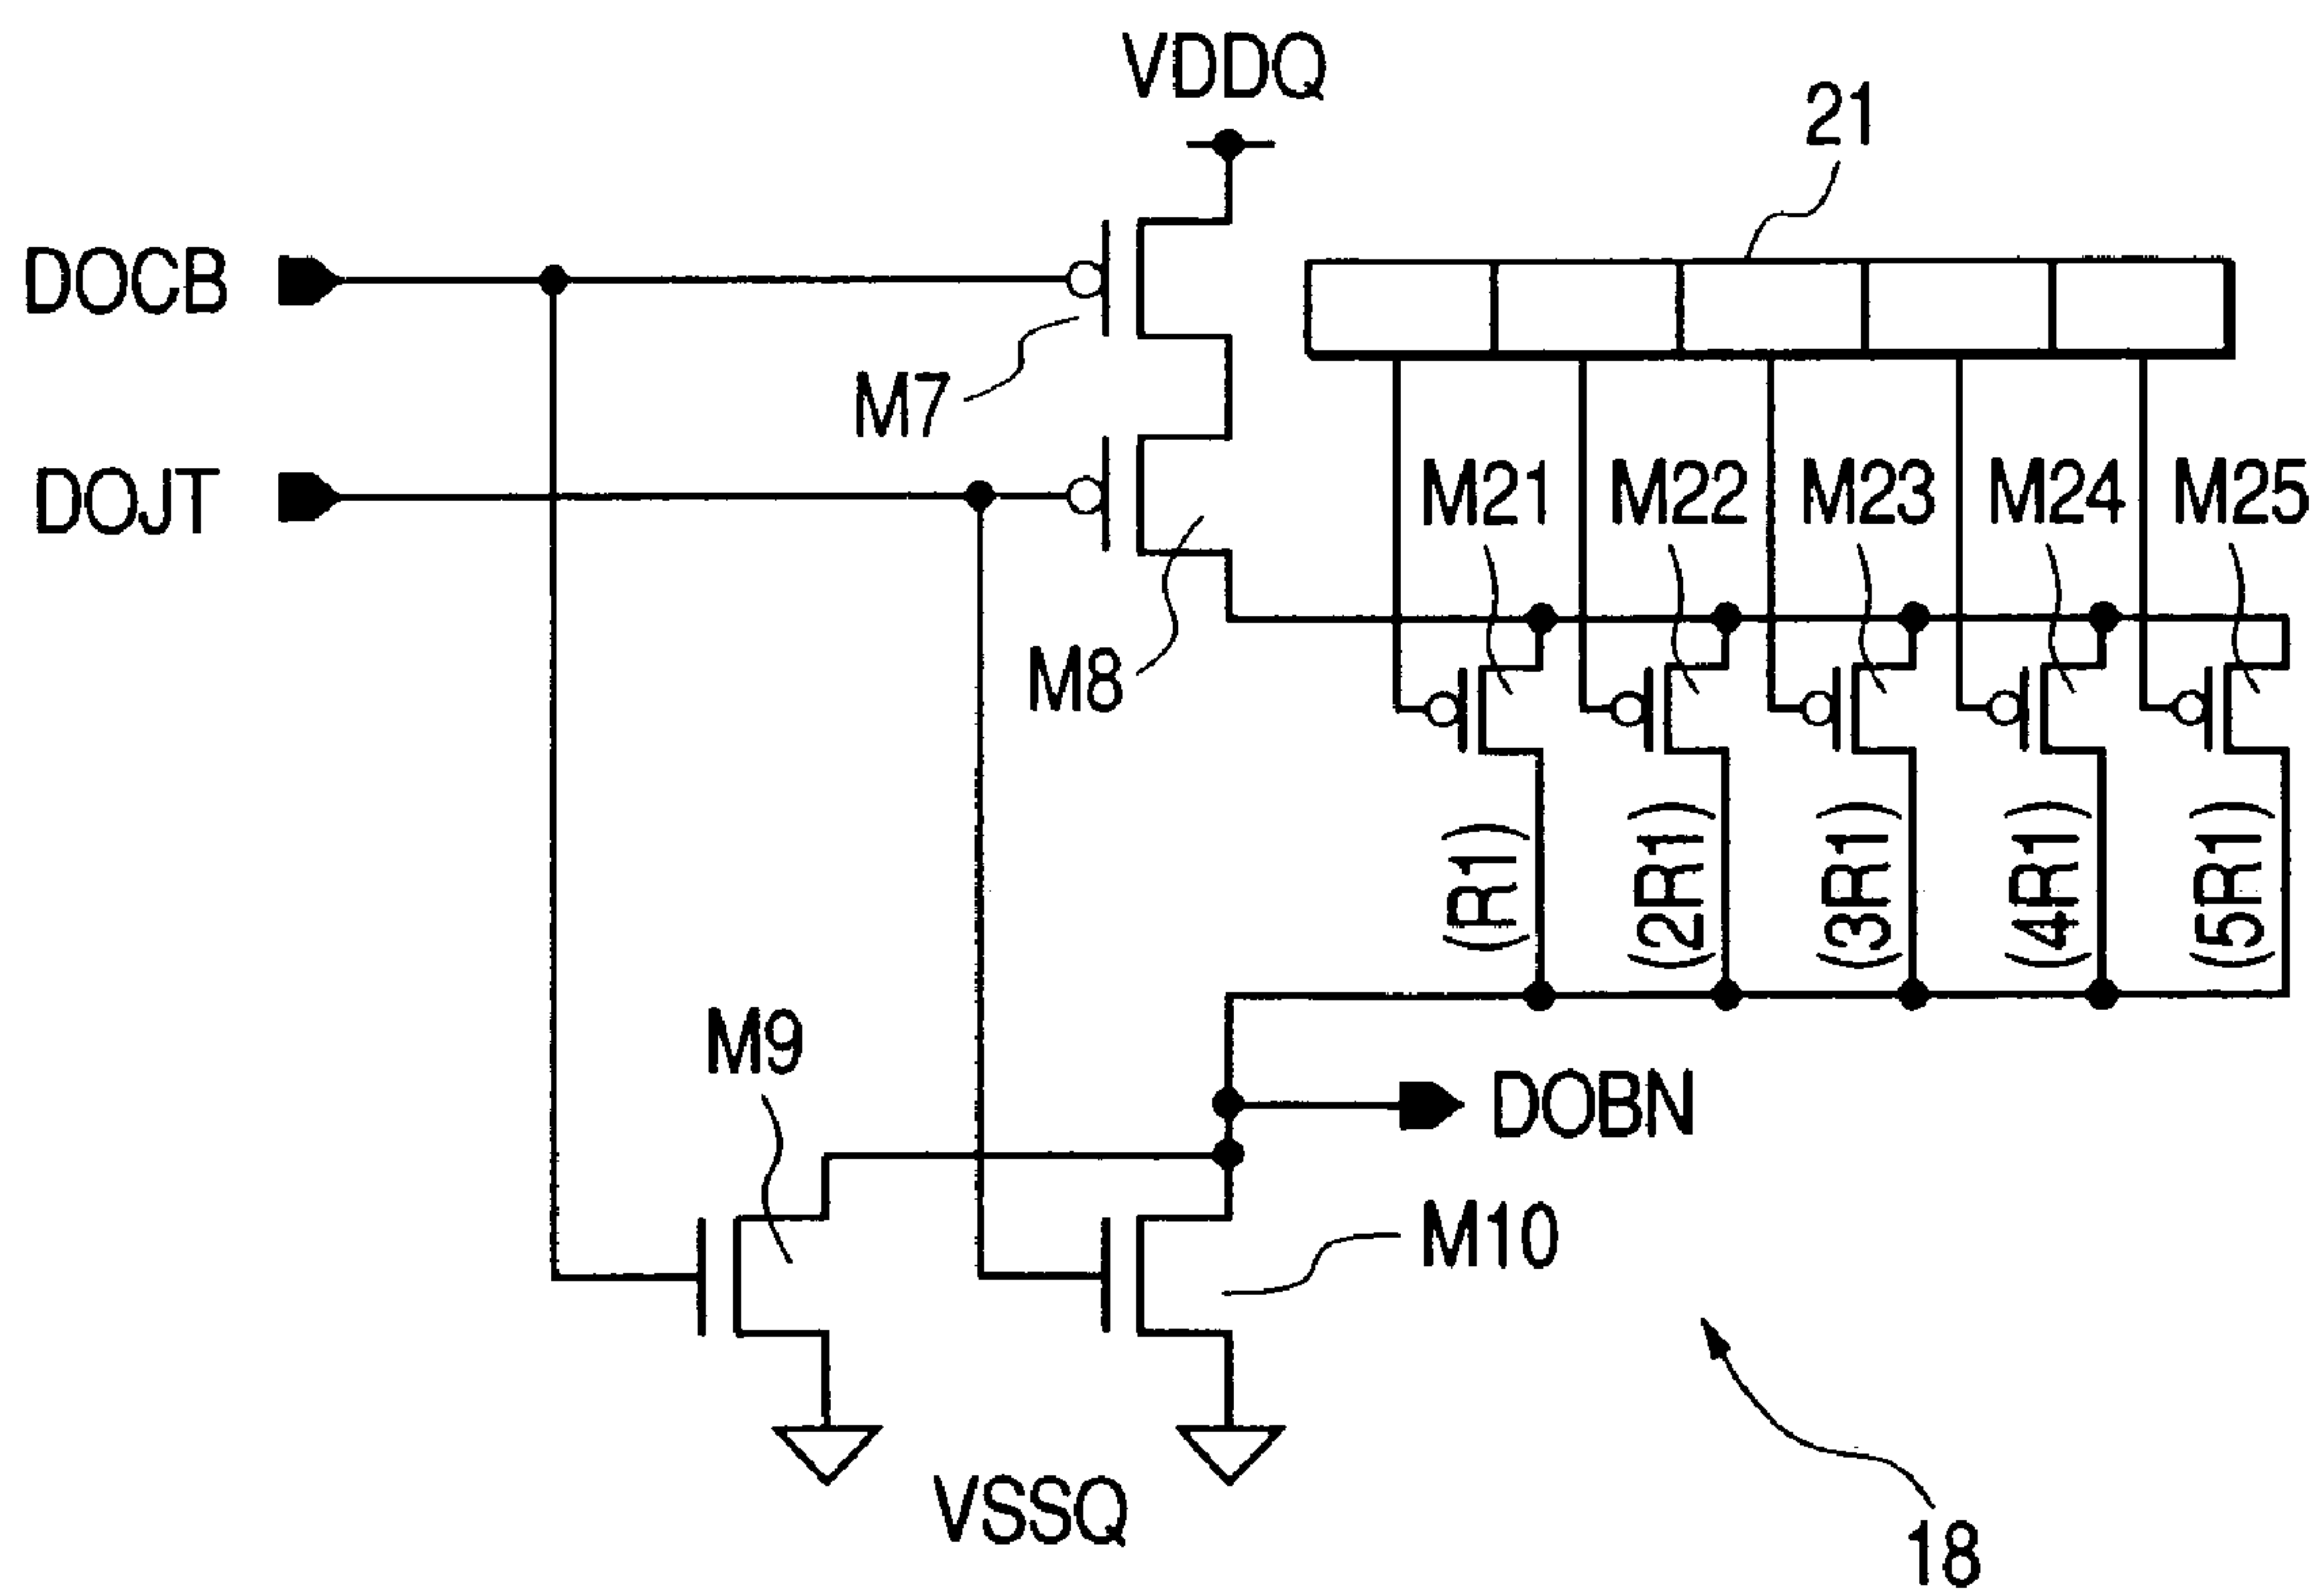 VDDQ
21
DOCB
M7
DOJT
M21 M22 M23 M24 M25
M8
(R1) (2R1) (3R1) (4R1) (5R1)
M9
DOBN
M10
VSSQ
18